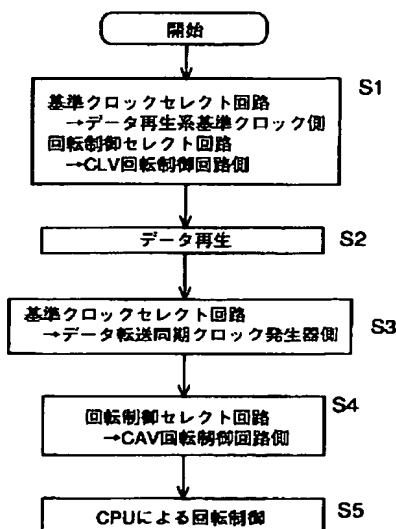 開始
S1
基準クロックセレクト回路
→データ再生系基準クロック側
回転制御セレクト回路
→CLV回転制御回路側
データ再生
S2
基準クロックセレクト回路
→データ転送同期クロック発生器側
S3
S4
回転制御セレクト回路
→CAV回転制御回路側
CPUによる回転制御
S5